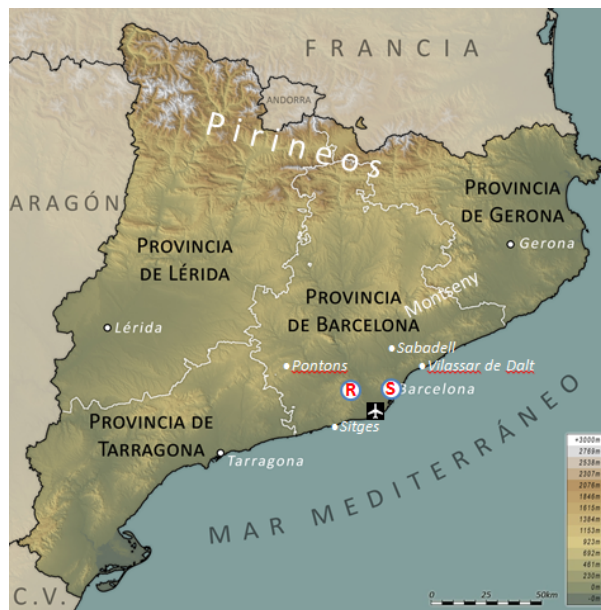 FRANCIA
ANDORRA
Pirineos
ARAGÓN
PROVINCIA
DE GERONA
Gerona
PROVINCIA
DE LÉRIDA
Montseny
PROVINCIA
DE BARCELONA
Lérida
Sabadell
Pontons
Vilassar de Dalt
R
S
Barcelona
PROVINCIA DE
TARRAGONA
Sitges
Tarragona
MAR MEDITERRÁNEO
C.V.
+3000m
2769m
2538m
2307m
2076m
1846m
1615m
1384m
1153m
923m
692m
461m
230m
0m
-0m
0 25 50km